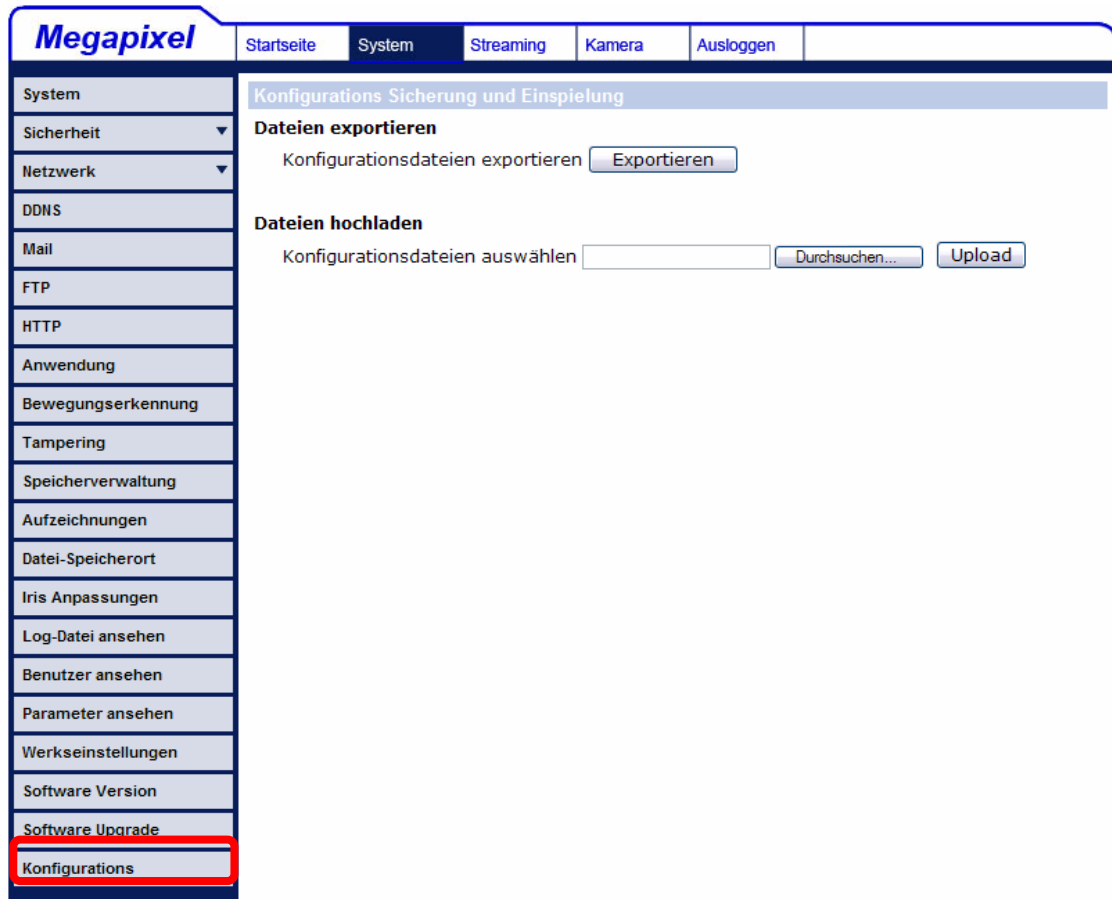 Megapixel
Startseite System Streaming Kamera Ausloggen
System
Sicherheit
Netzwerk
DDNS
Mail
FTP
HTTP
Anwendung
Bewegungserkennung
Tampering
Speicherverwaltung
Aufzeichnungen
Datei-Speicherort
Iris Anpassungen
Log-Datei ansehen
Benutzer ansehen
Parameter ansehen
Werkseinstellungen
Software Version
Software Upgrade
Konfigurations
Konfigurations Sicherung und Einspielung
Dateien exportieren
Konfigurationsdateien exportieren Exportieren
Dateien hochladen
Konfigurationsdateien auswählen Durchsuchen... Upload